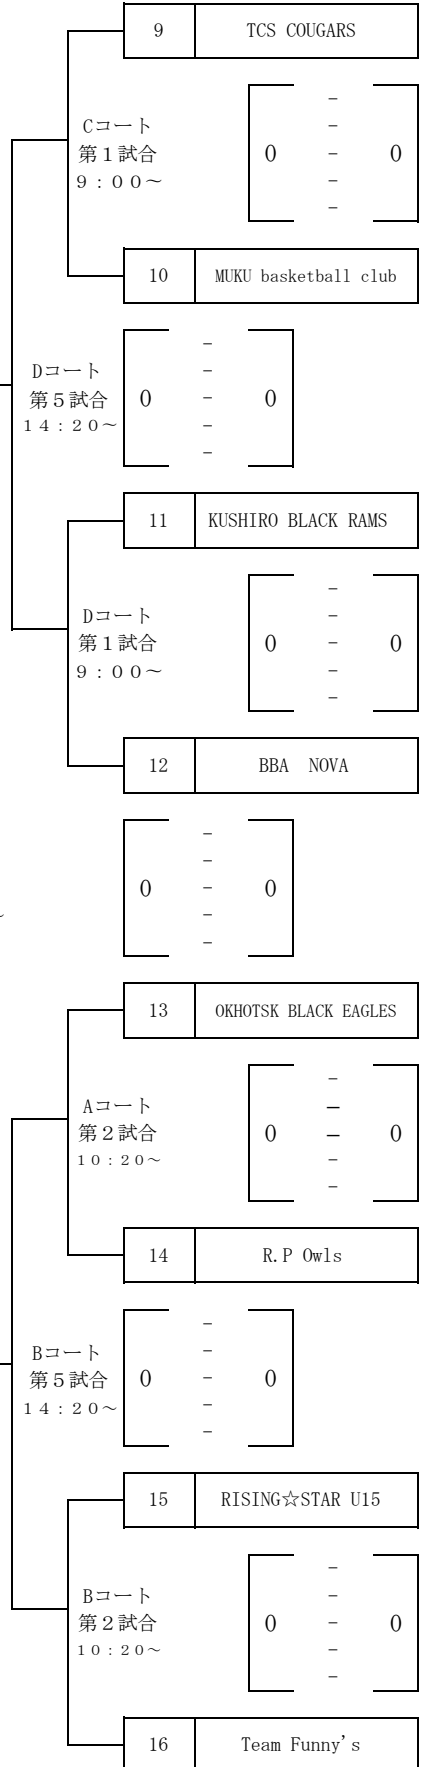 9 TCS COUGARS
-
Cコート -
第1試合 0 - 0
9:00～ -
-
10 MUKU basketball club
-
Dコート -
第5試合 0 - 0
14:20～ -
-
11 KUSHIRO BLACK RAMS
-
Dコート -
第1試合 0 - 0
9:00～ -
-
12 BBA　NOVA
-
-
0 - 0
～ -
-
13 OKHOTSK BLACK EAGLES
-
Aコート –
第2試合 0 – 0
10:20～ -
-
14 R.P Owls
-
Bコート -
第5試合 0 - 0
14:20～ -
-
15 RISING☆STAR U15
-
Bコート -
第2試合 0 - 0
10:20～ -
-
16 Team Funny's